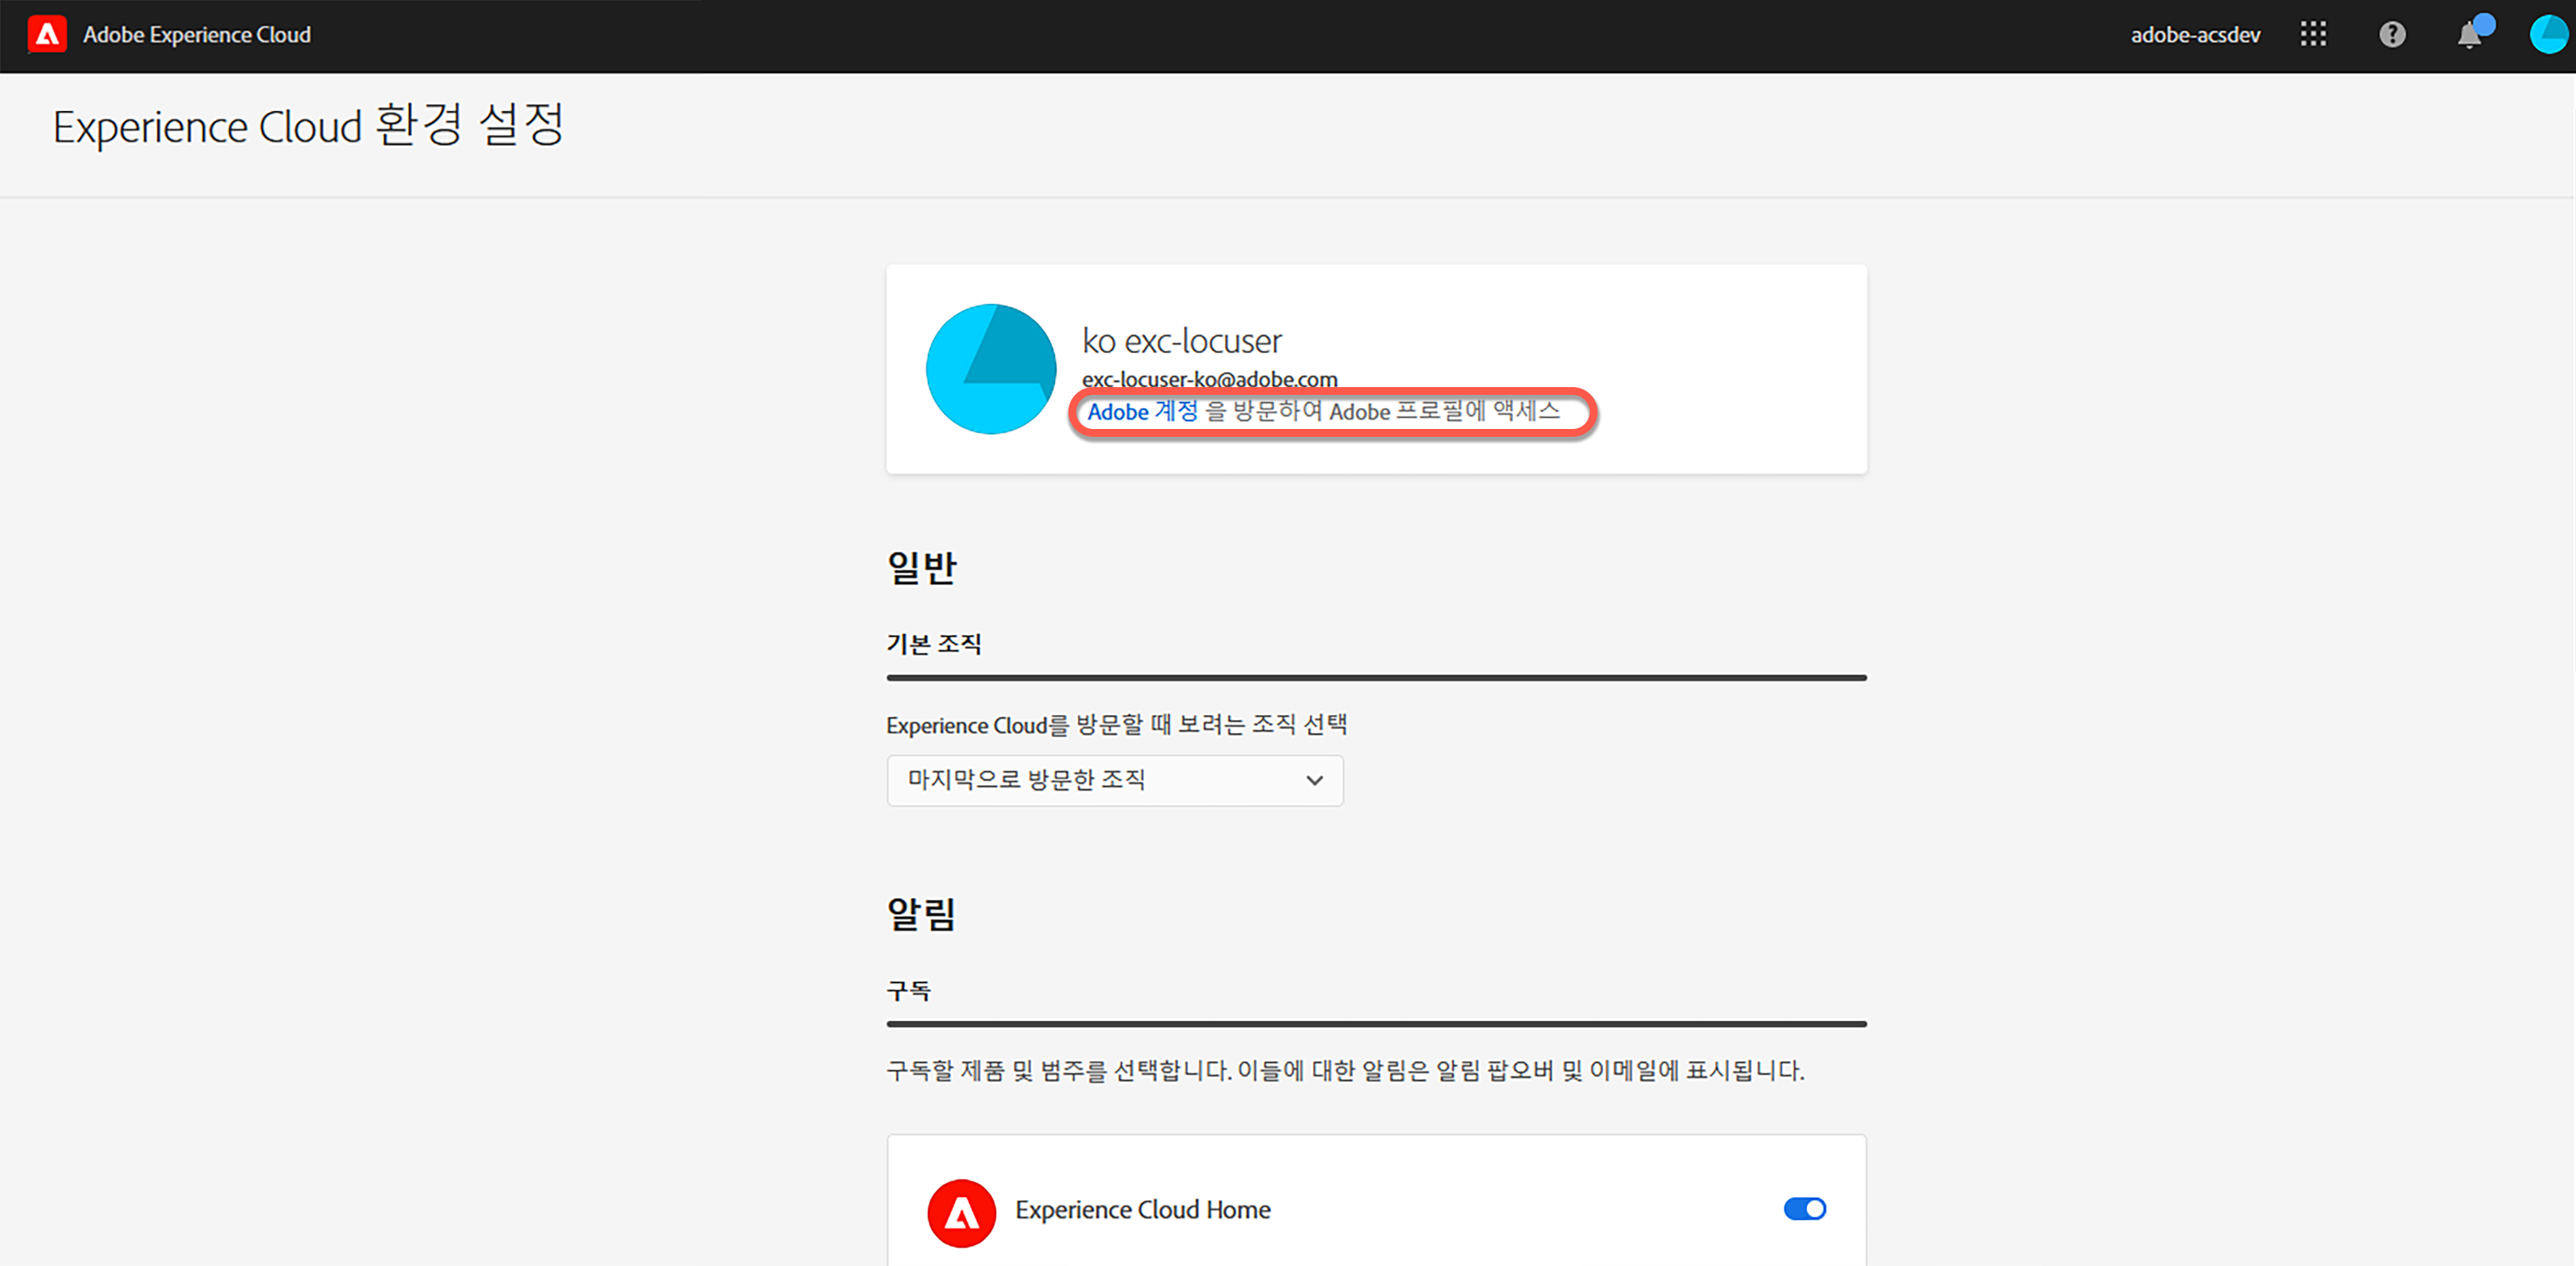 Adobe Experience Cloud
adobe-acsdev
Experience Cloud 환경 설정
ko exc-locuser
exc-locuser-ko@adobe.com
Adobe 계정 을 방문하여 Adobe 프로필에 액세스
일반
기본 조직
Experience Cloud를 방문할 때 보려는 조직 선택
마지막으로 방문한 조직
알림
구독
구독할 제품 및 범주를 선택합니다. 이들에 대한 알림은 알림 팝오버 및 이메일에 표시됩니다.
Experience Cloud Home